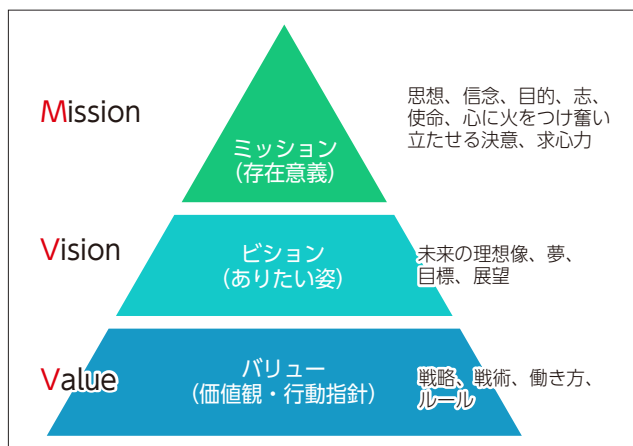 Mission
ミッション
(存在意義)
思想、信念、目的、志、
使命、心に火をつけ奮い
立たせる決意、求心力
Vision
ビジョン
(ありたい姿)
未来の理想像、夢、
目標、展望
Value
バリュー
(価値観・行動指針)
戦略、戦術、働き方、
ルール